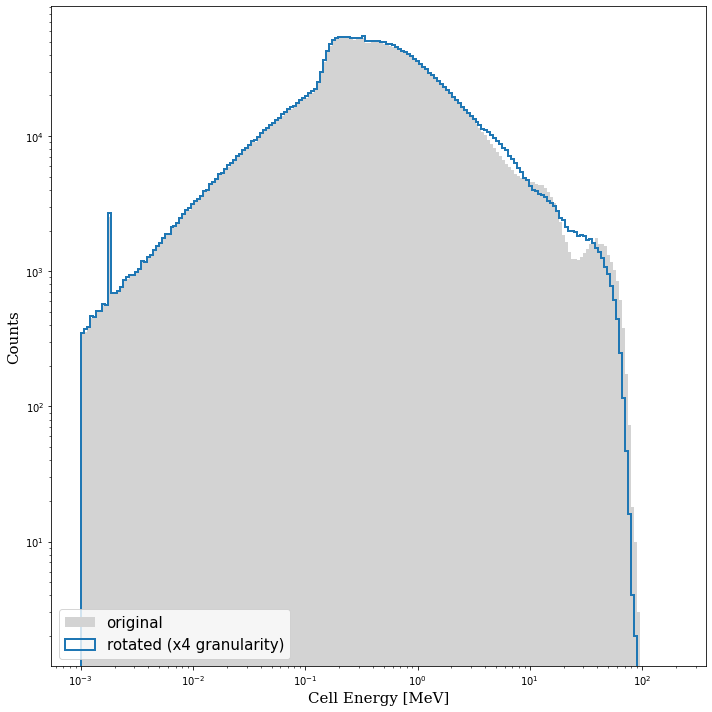 10⁴
10³
10²
10¹
Counts
original
rotated (x4 granularity)
10⁻³ 10⁻² 10⁻¹ 10⁰ 10¹ 10²
Cell Energy [MeV]